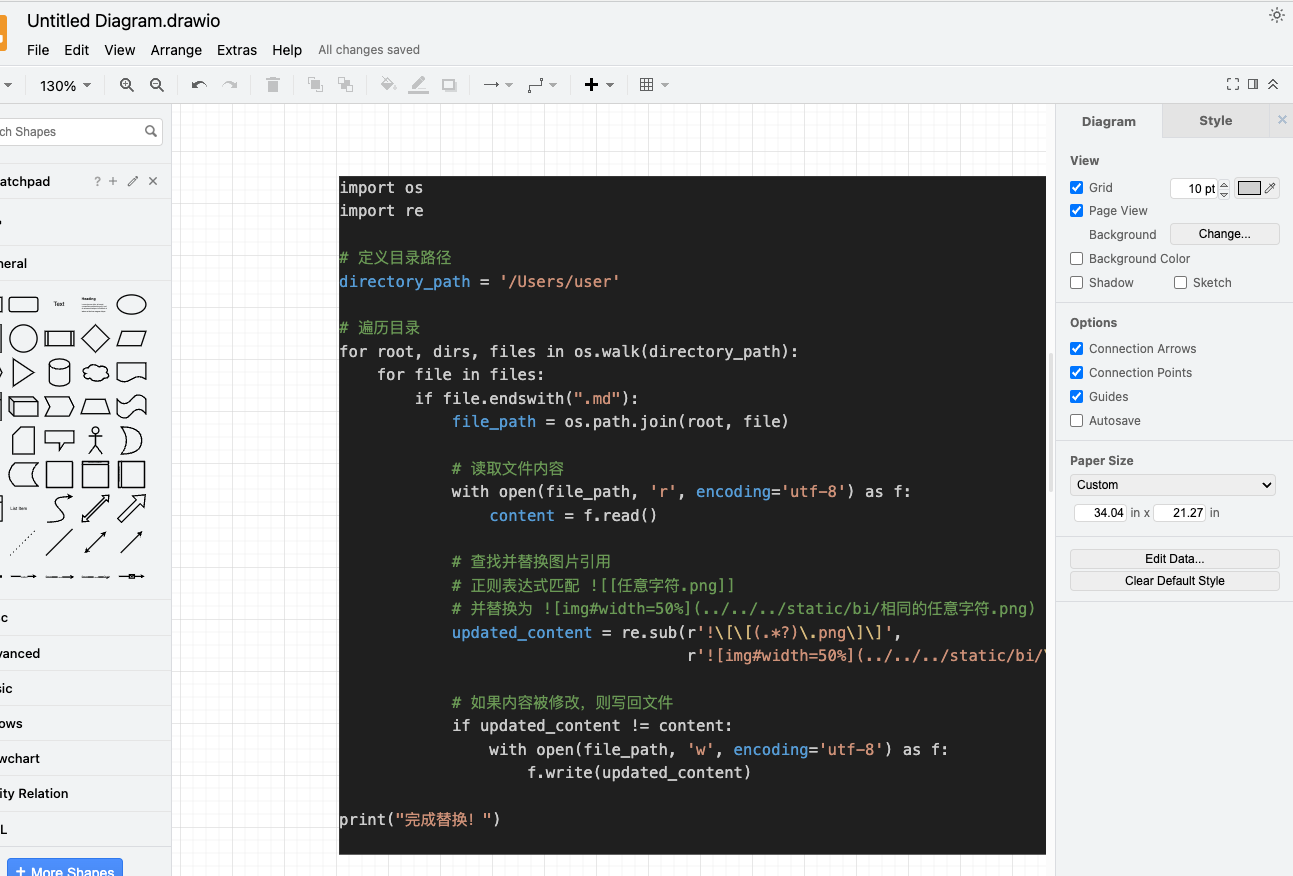 Untitled Diagram.drawio
File Edit View Arrange Extras Help All changes saved
130%
ch Shapes
Diagram Style
atchpad ? + 
View
Grid 10 pt
Page View
Background Change...
Background Color
Shadow Sketch
Options
Connection Arrows
Connection Points
Guides
Autosave
Paper Size
Custom
34.04 in x 21.27 in
Edit Data...
Clear Default Style
neral
Text Heading
List Item
c
vanced
sic
ows
wchart
ity Relation
L
+ More Shapes
import os
import re
# 定义目录路径
directory_path = '/Users/user'
# 遍历目录
for root, dirs, files in os.walk(directory_path):
    for file in files:
        if file.endswith(".md"):
            file_path = os.path.join(root, file)
            # 读取文件内容
            with open(file_path, 'r', encoding='utf-8') as f:
                content = f.read()
            # 查找并替换图片引用
            # 正则表达式匹配 ![[任意字符.png]]
            # 并替换为 ![img#width=50%](../../../static/bi/相同的任意字符.png)
            updated_content = re.sub(r'!\[\[(.*?)\.png\]\]',
                                     r'![img#width=50%](../../../static/bi/
            # 如果内容被修改，则写回文件
            if updated_content != content:
                with open(file_path, 'w', encoding='utf-8') as f:
                    f.write(updated_content)
print("完成替换！")